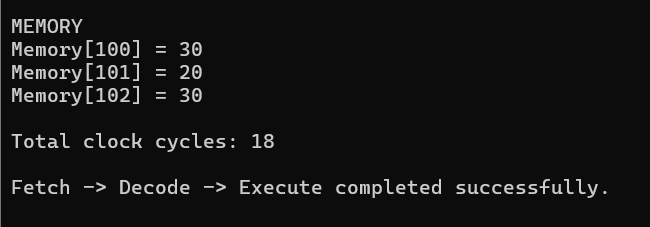 MEMORY
Memory[100] = 30
Memory[101] = 20
Memory[102] = 30
Total clock cycles: 18
Fetch -> Decode -> Execute completed successfully.